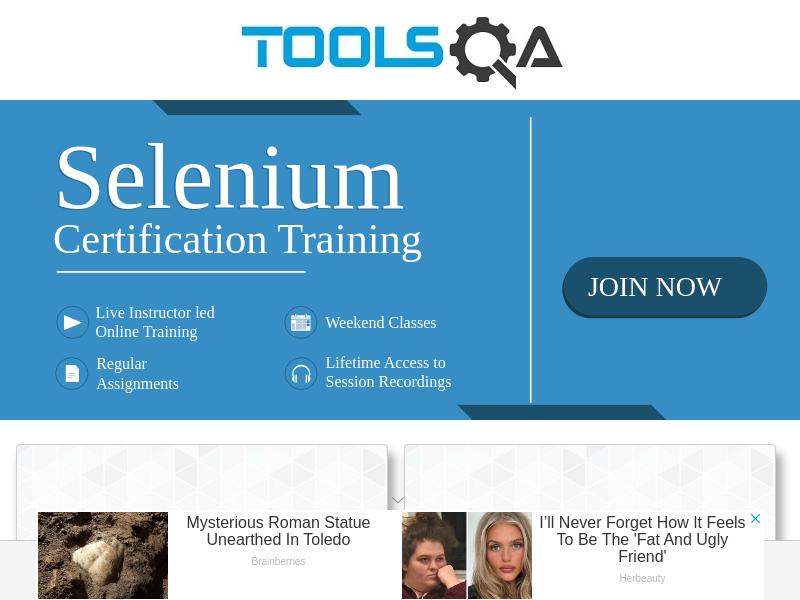 TOOLSQA
Selenium
Certification Training
JOIN NOW
Live Instructor led
Online Training
Weekend Classes
Regular
Assignments
Lifetime Access to
Session Recordings
Mysterious Roman Statue
Unearthed In Toledo
Brainberries
I’ll Never Forget How It Feels
To Be The 'Fat And Ugly
Friend'
Herbeauty